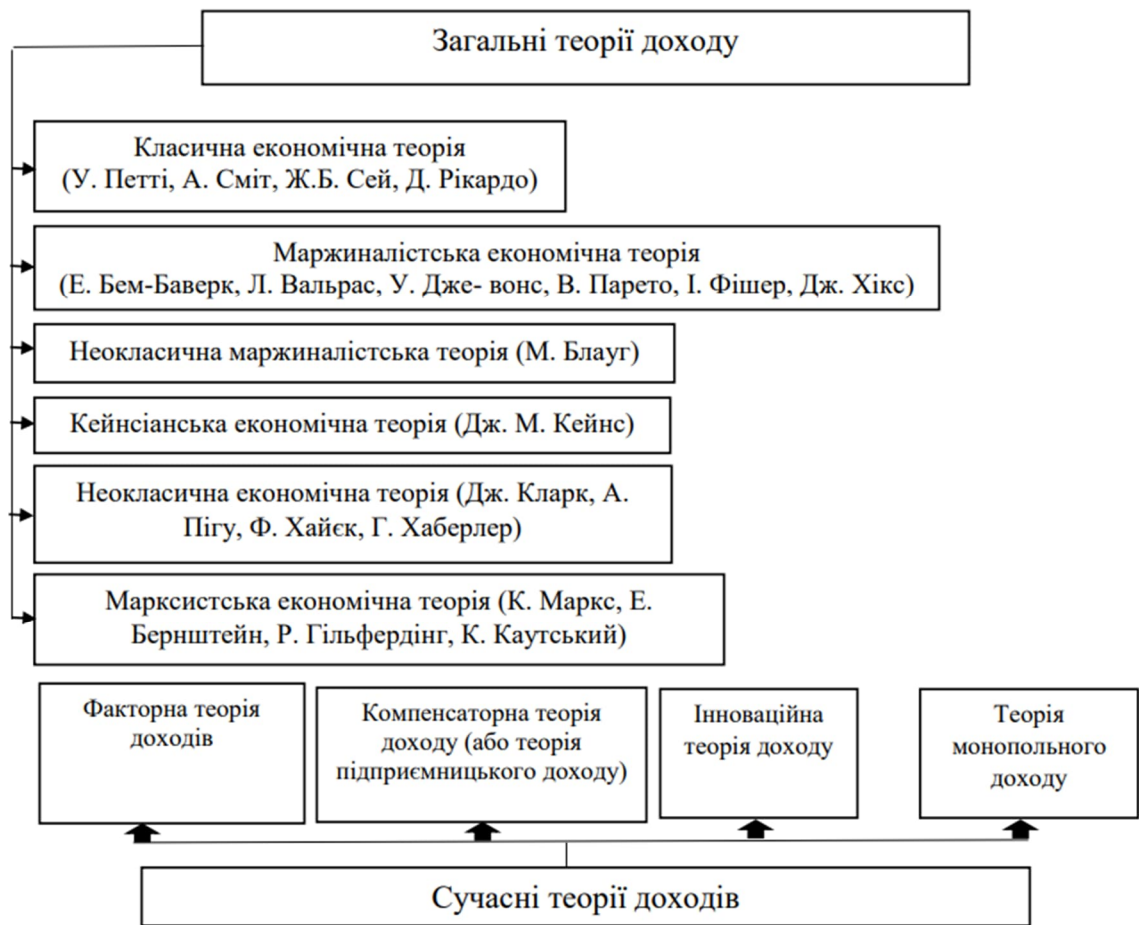 Загальні теорії доходу
Класична економічна теорія
(У. Петті, А. Сміт, Ж.Б. Сей, Д. Рікардо)
Маржиналістська економічна теорія
(Е. Бем-Баверк, Л. Вальрас, У. Дже- вонс, В. Парето, І. Фішер, Дж. Хікс)
Неокласична маржиналістська теорія (М. Блауг)
Кейнсіанська економічна теорія (Дж. М. Кейнс)
Неокласична економічна теорія (Дж. Кларк, А.
Пігу, Ф. Хайєк, Г. Хаберлер)
Марксистська економічна теорія (К. Маркс, Е.
Бернштейн, Р. Гільфердінг, К. Каутський)
Факторна теорія
доходів
Компенсаторна теорія
доходу (або теорія
підприємницького доходу)
Інноваційна
теорія доходу
Теорія
монопольного
доходу
Сучасні теорії доходів